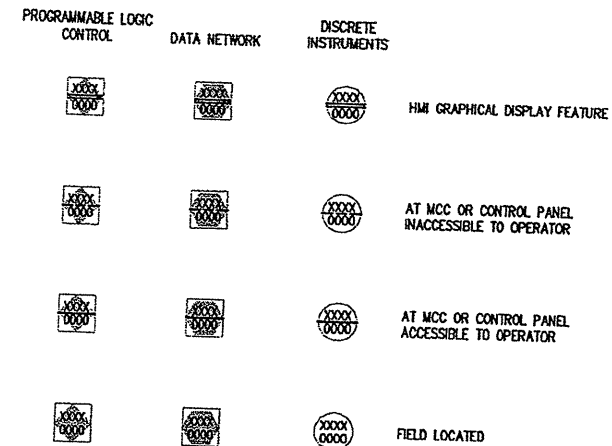 PROGRAMMABLE LOGIC
CONTROL
DATA NETWORK
DISCRETE
INSTRUMENTS
XXXX
0000
XXXX
0000
XXXX
0000
HMI GRAPHICAL DISPLAY FEATURE
XXXX
0000
XXXX
0000
XXXX
0000
AT MCC OR CONTROL PANEL
INACCESSIBLE TO OPERATOR
XXXX
0000
XXXX
0000
XXXX
0000
AT MCC OR CONTROL PANEL
ACCESSIBLE TO OPERATOR
XXXX
0000
XXXX
0000
XXXX
0000
FIELD LOCATED